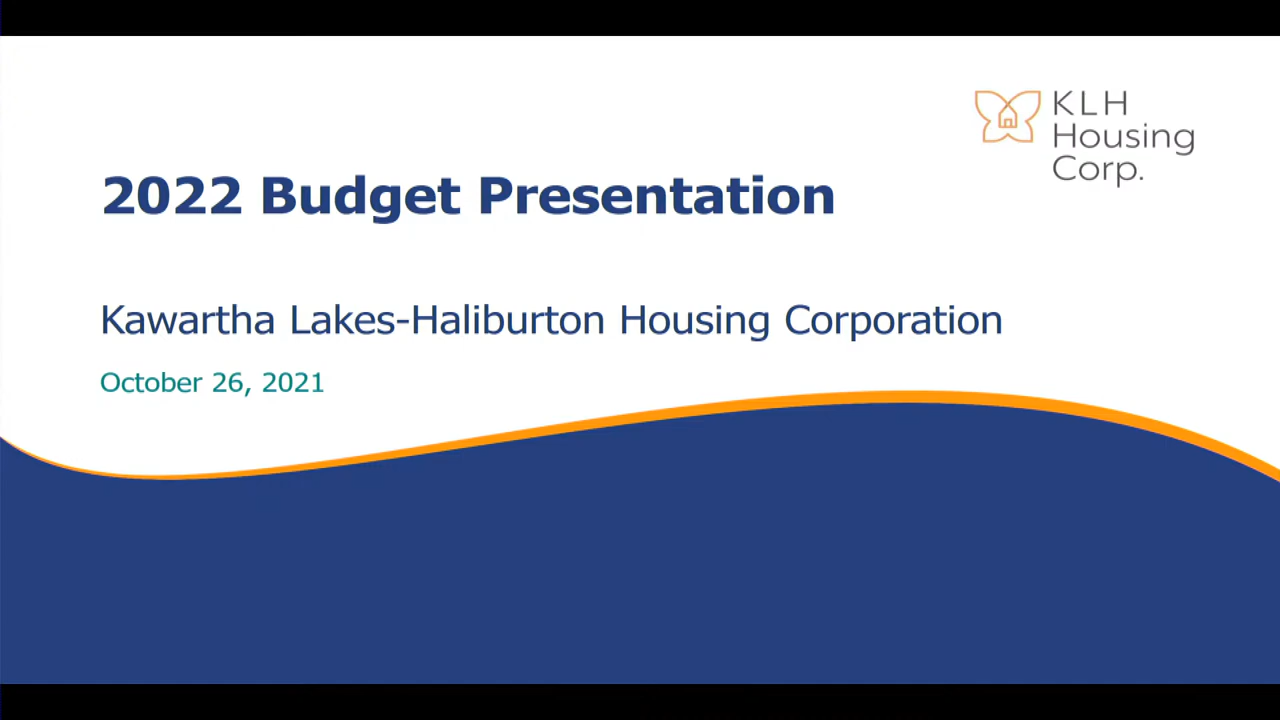 KLH
Housing
Corp.
2022 Budget Presentation
Kawartha Lakes-Haliburton Housing Corporation
October 26, 2021